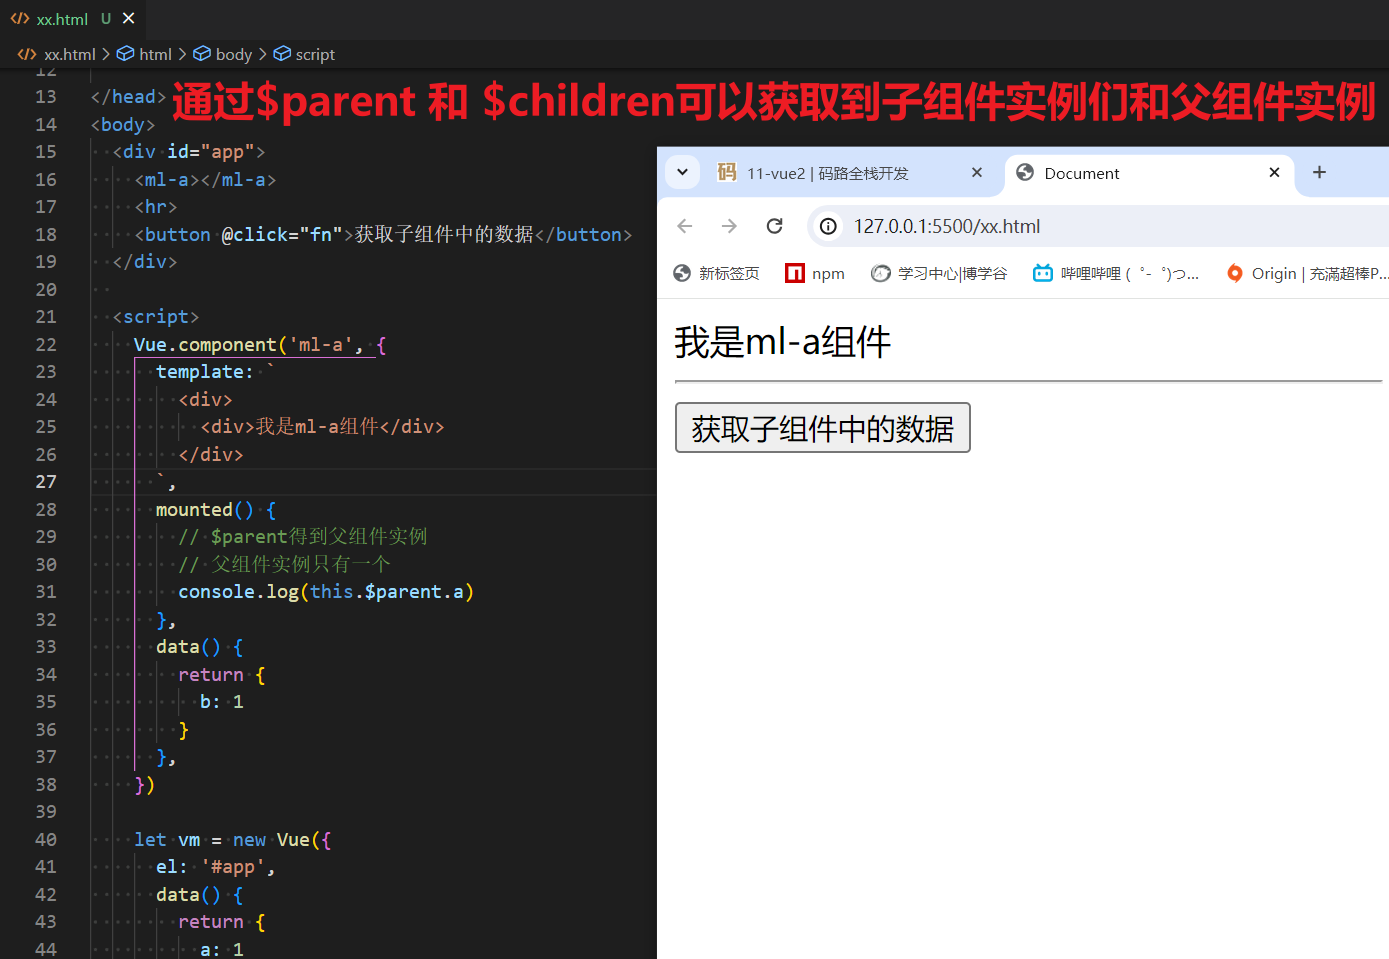 xx.html U
xx.html > html > body > script
12
13 </head>
通过$parent 和 $children可以获取到子组件实例们和父组件实例
14 <body>
15 <div id="app">
16 <ml-a></ml-a>
17 <hr>
18 <button @click="fn">获取子组件中的数据</button>
19 </div>
20
21 <script>
22 Vue.component('ml-a', {
23 template: `
24 <div>
25 <div>我是ml-a组件</div>
26 </div>
27 `,
28 mounted() {
29 // $parent得到父组件实例
30 // 父组件实例只有一个
31 console.log(this.$parent.a)
32 },
33 data() {
34 return {
35 b: 1
36 }
37 },
38 })
39
40 let vm = new Vue({
41 el: '#app',
42 data() {
43 return {
44 a: 1
码 11-vue2 | 码路全栈开发
Document
127.0.0.1:5500/xx.html
新标签页 npm 学习中心|博学谷 哔哩哔哩 (゜-゜)つ... Origin | 充满超棒P...
我是ml-a组件
获取子组件中的数据